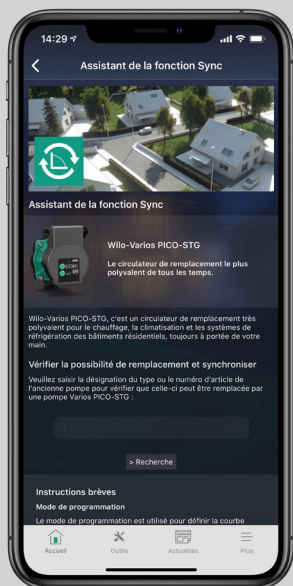 14:29
Assistant de la fonction Sync
Assistant de la fonction Sync
Wilo-Varios PICO-STG
Le circulateur de remplacement le plus
polyvalent de tous les temps.
Wilo-Varios PICO-STG, c'est un circulateur de remplacement très
polyvalent pour le chauffage, la climatisation et les systèmes de
réfrigération des bâtiments résidentiels, toujours à portée de votre
main.
Vérifier la possibilité de remplacement et synchroniser
Veuillez saisir la désignation du type ou le numéro d'article de
l'ancienne pompe pour vérifier que celle-ci peut être remplacée par
une pompe Varios PICO-STG :
> Recherche
Instructions brèves
Mode de programmation
Le mode de programmation est utilisé pour définir la courbe
Accueil
Outils
Actualités
Plus